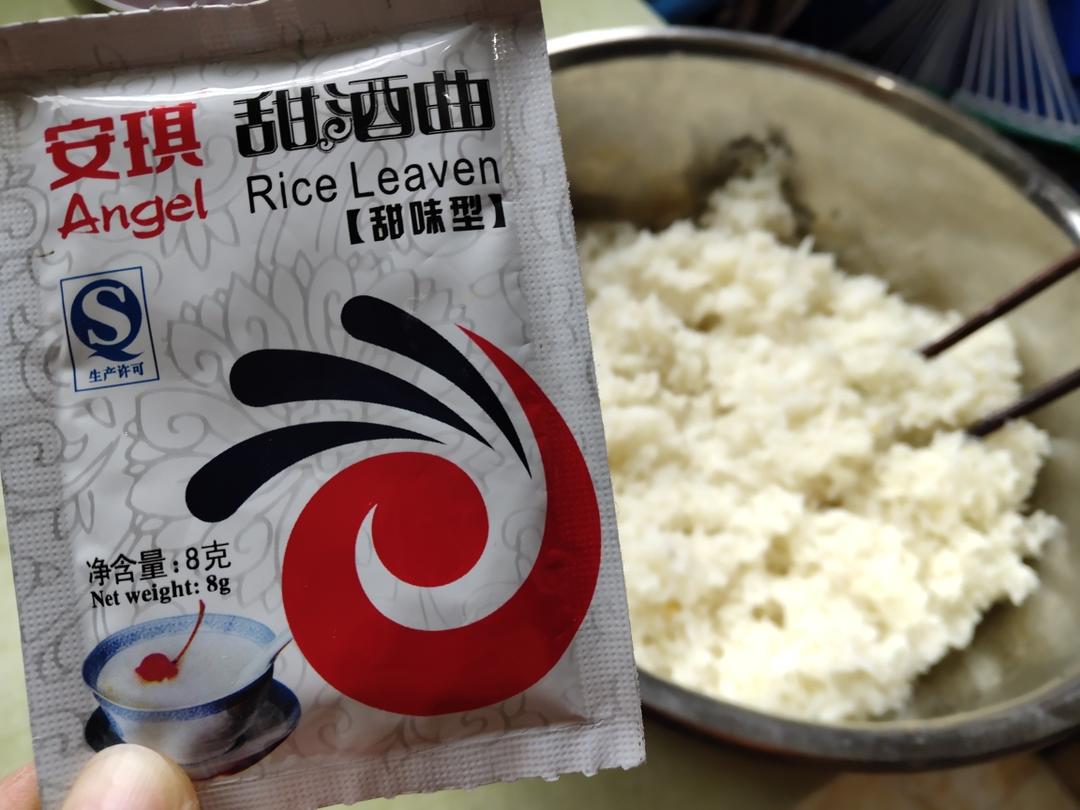 安琪 甜酒曲
Angel Rice Leaven
【甜味型】
QS
生产许可
净含量:8克
Net weight: 8g